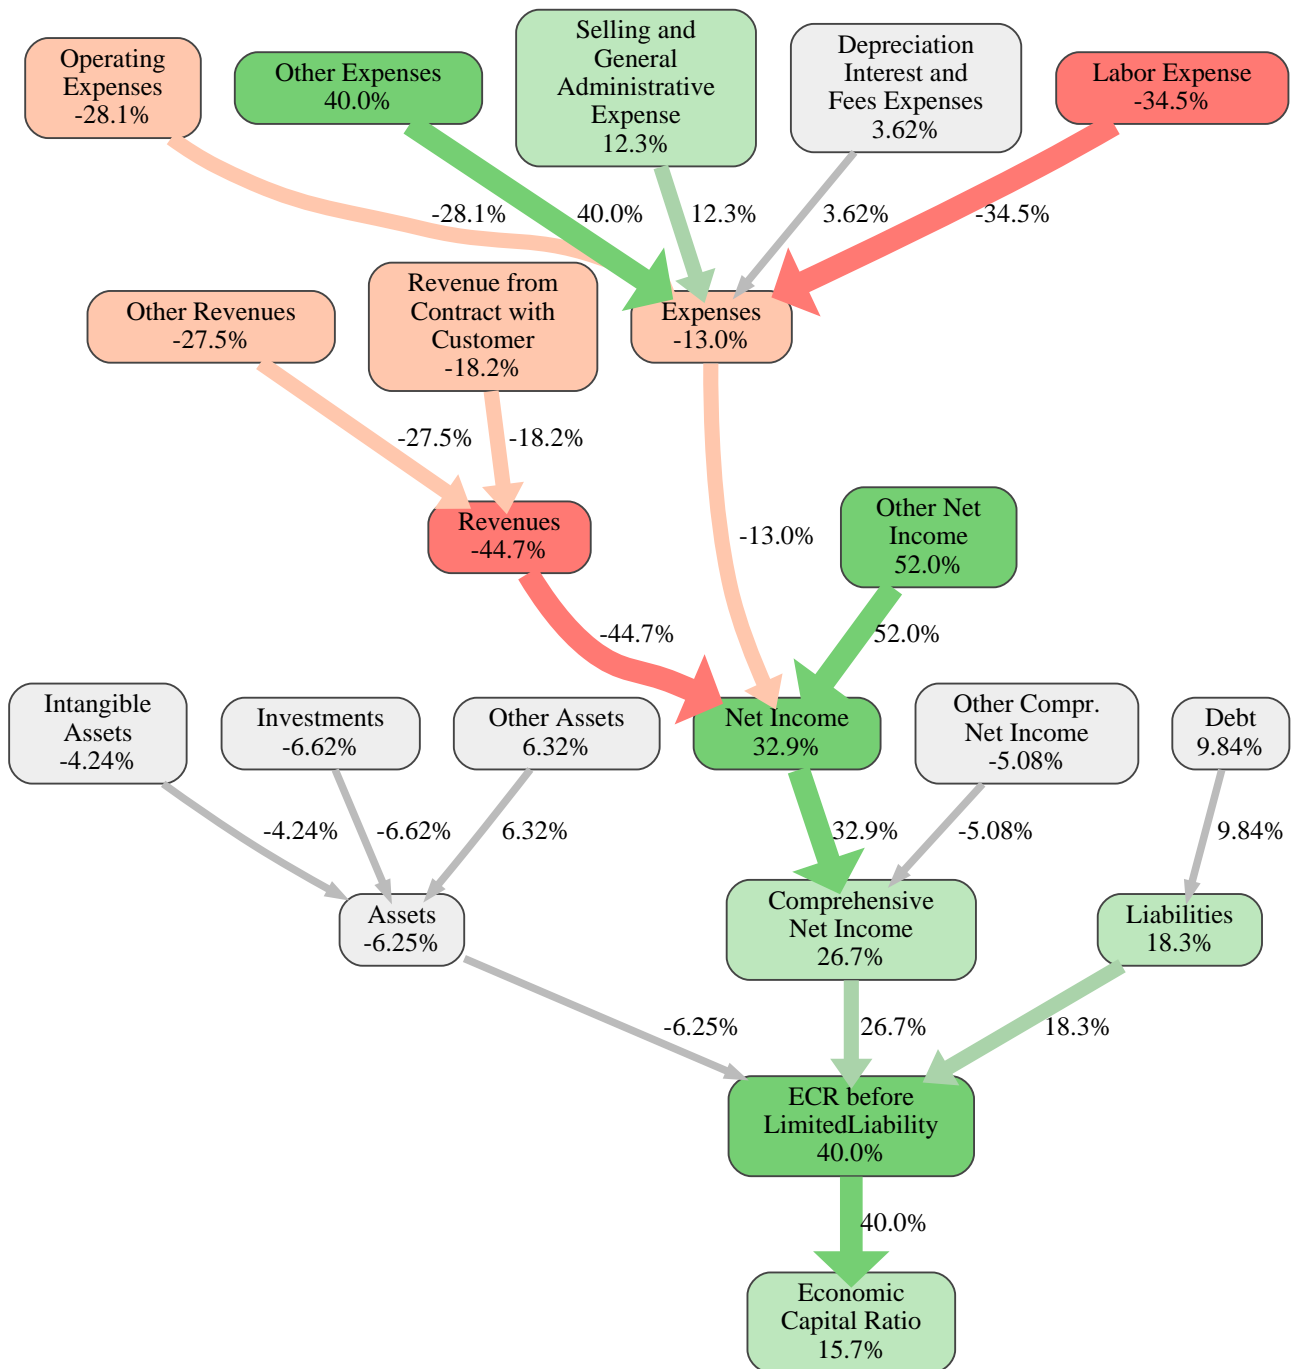 Operating
Expenses
-28.1%
Other Expenses
40.0%
Selling and
General
Administrative
Expense
12.3%
Depreciation
Interest and
Fees Expenses
3.62%
Labor Expense
-34.5%
-28.1%
40.0%
12.3%
3.62%
-34.5%
Other Revenues
-27.5%
Revenue from
Contract with
Customer
-18.2%
Expenses
-13.0%
-27.5%
-18.2%
-13.0%
Revenues
-44.7%
Other Net
Income
52.0%
-44.7%
52.0%
Intangible
Assets
-4.24%
Investments
-6.62%
Other Assets
6.32%
Net Income
32.9%
Other Compr.
Net Income
-5.08%
Debt
9.84%
-4.24%
-6.62%
6.32%
32.9%
-5.08%
9.84%
Assets
-6.25%
Comprehensive
Net Income
26.7%
Liabilities
18.3%
-6.25%
26.7%
18.3%
ECR before
LimitedLiability
40.0%
40.0%
Economic
Capital Ratio
15.7%